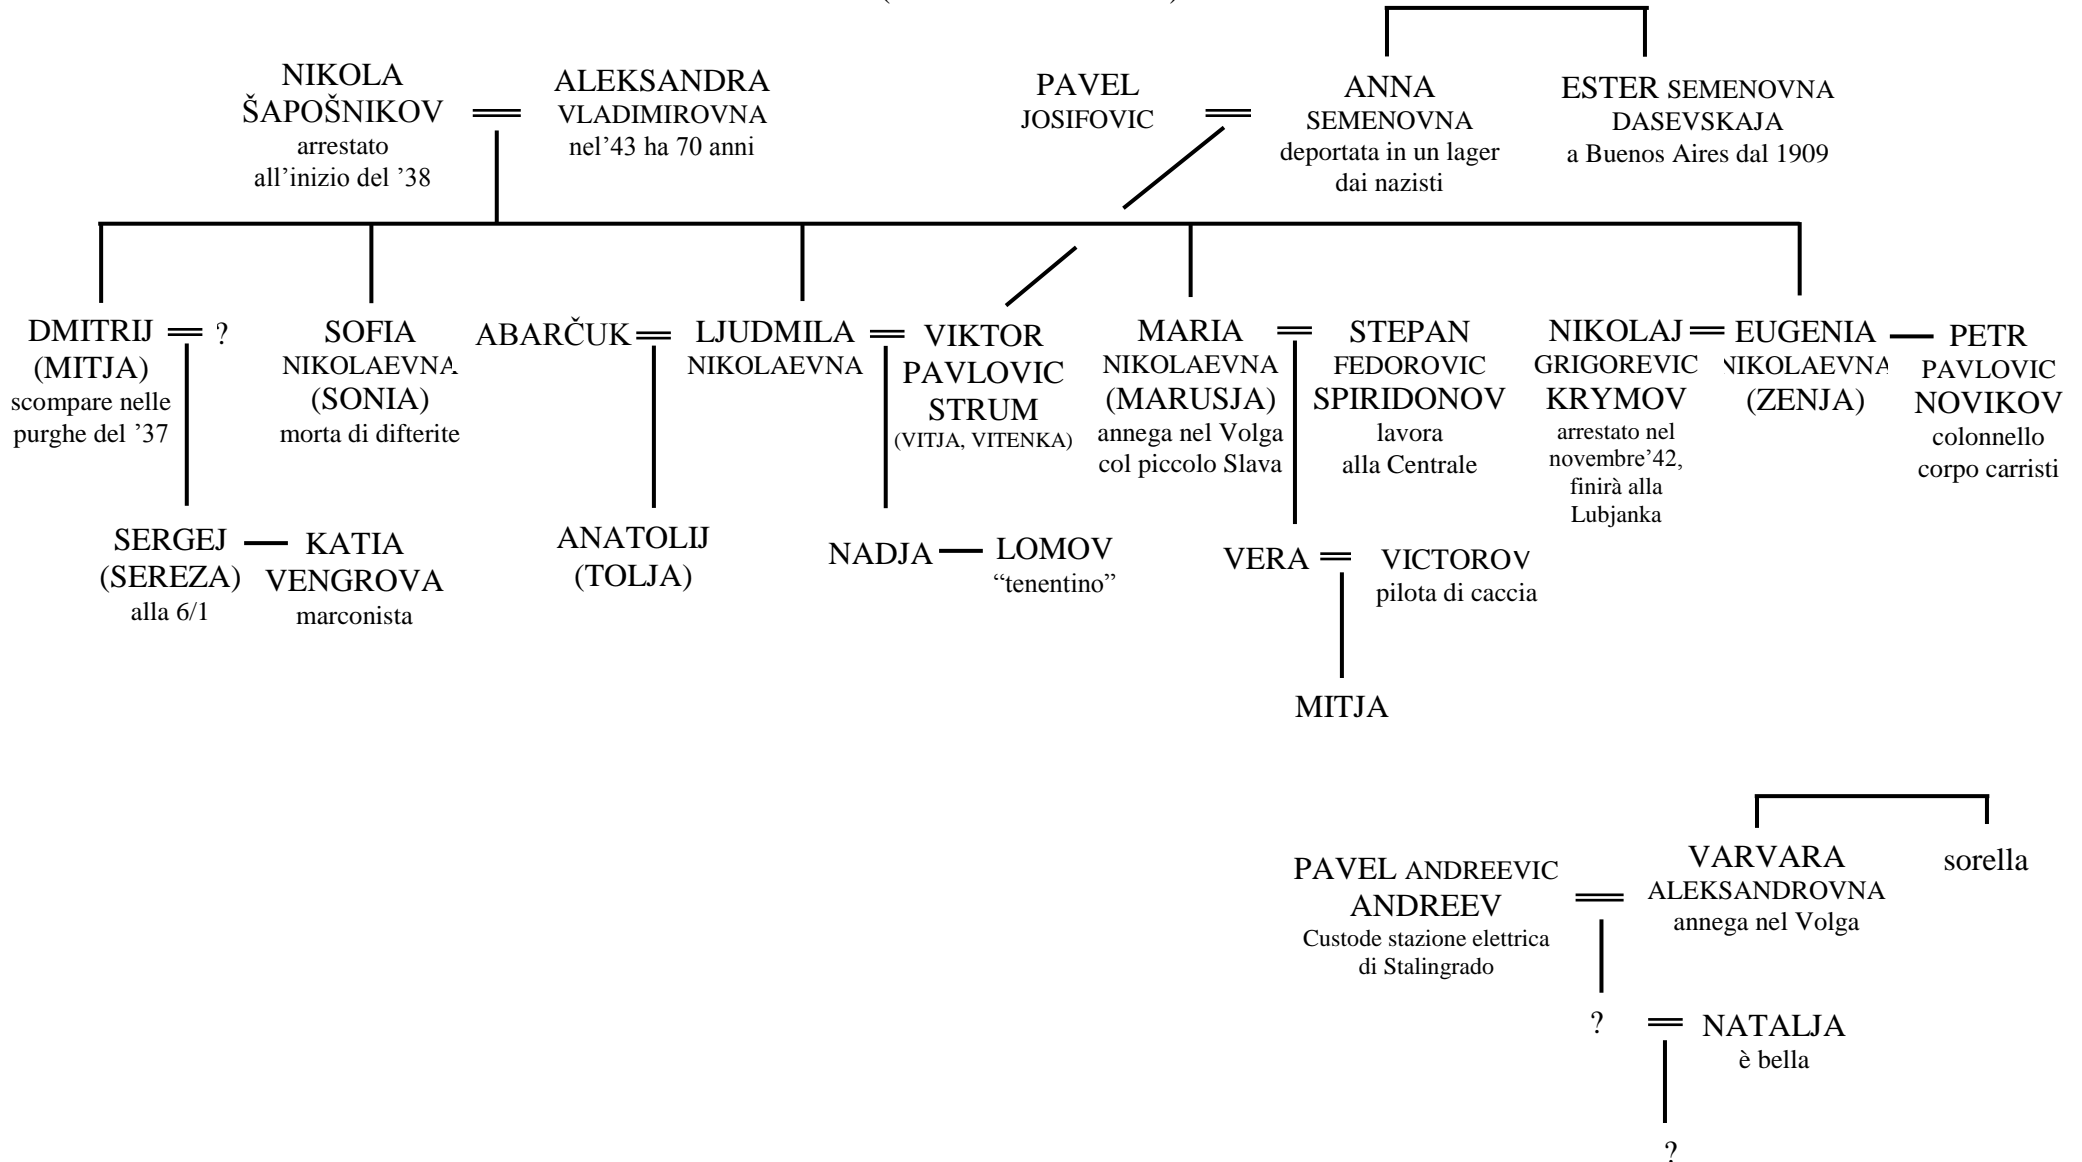 NIKOLA
ŠAPOŠNIKOV
arrestato
all’inizio del ’38
ALEKSANDRA
VLADIMIROVNA
nel’43 ha 70 anni
PAVEL
JOSIFOVIC
ANNA
SEMENOVNA
deportata in un lager
dai nazisti
ESTER SEMENOVNA
DASEVSKAJA
a Buenos Aires dal 1909
DMITRIJ
(MITJA)
scompare nelle
purghe del ’37
?
SOFIA
NIKOLAEVNA
(SONIA)
morta di difterite
ABARČUK
LJUDMILA
NIKOLAEVNA
VIKTOR
PAVLOVIC
STRUM
(VITJA, VITENKA)
MARIA
NIKOLAEVNA
(MARUSJA)
annega nel Volga
col piccolo Slava
STEPAN
FEDOROVIC
SPIRIDONOV
lavora
alla Centrale
NIKOLAJ
GRIGOREVIC
KRYMOV
arrestato nel
novembre’42,
finirà alla
Lubjanka
EUGENIA
NIKOLAEVNA
(ZENJA)
PETR
PAVLOVIC
NOVIKOV
colonnello
corpo carristi
SERGEJ
(SEREZA)
alla 6/1
KATIA
VENGROVA
marconista
ANATOLIJ
(TOLJA)
NADJA
LOMOV
“tenentino”
VERA
VICTOROV
pilota di caccia
MITJA
PAVEL ANDREEVIC
ANDREEV
Custode stazione elettrica
di Stalingrado
VARVARA
ALEKSANDROVNA
annega nel Volga
sorella
?
NATALJA
è bella
?